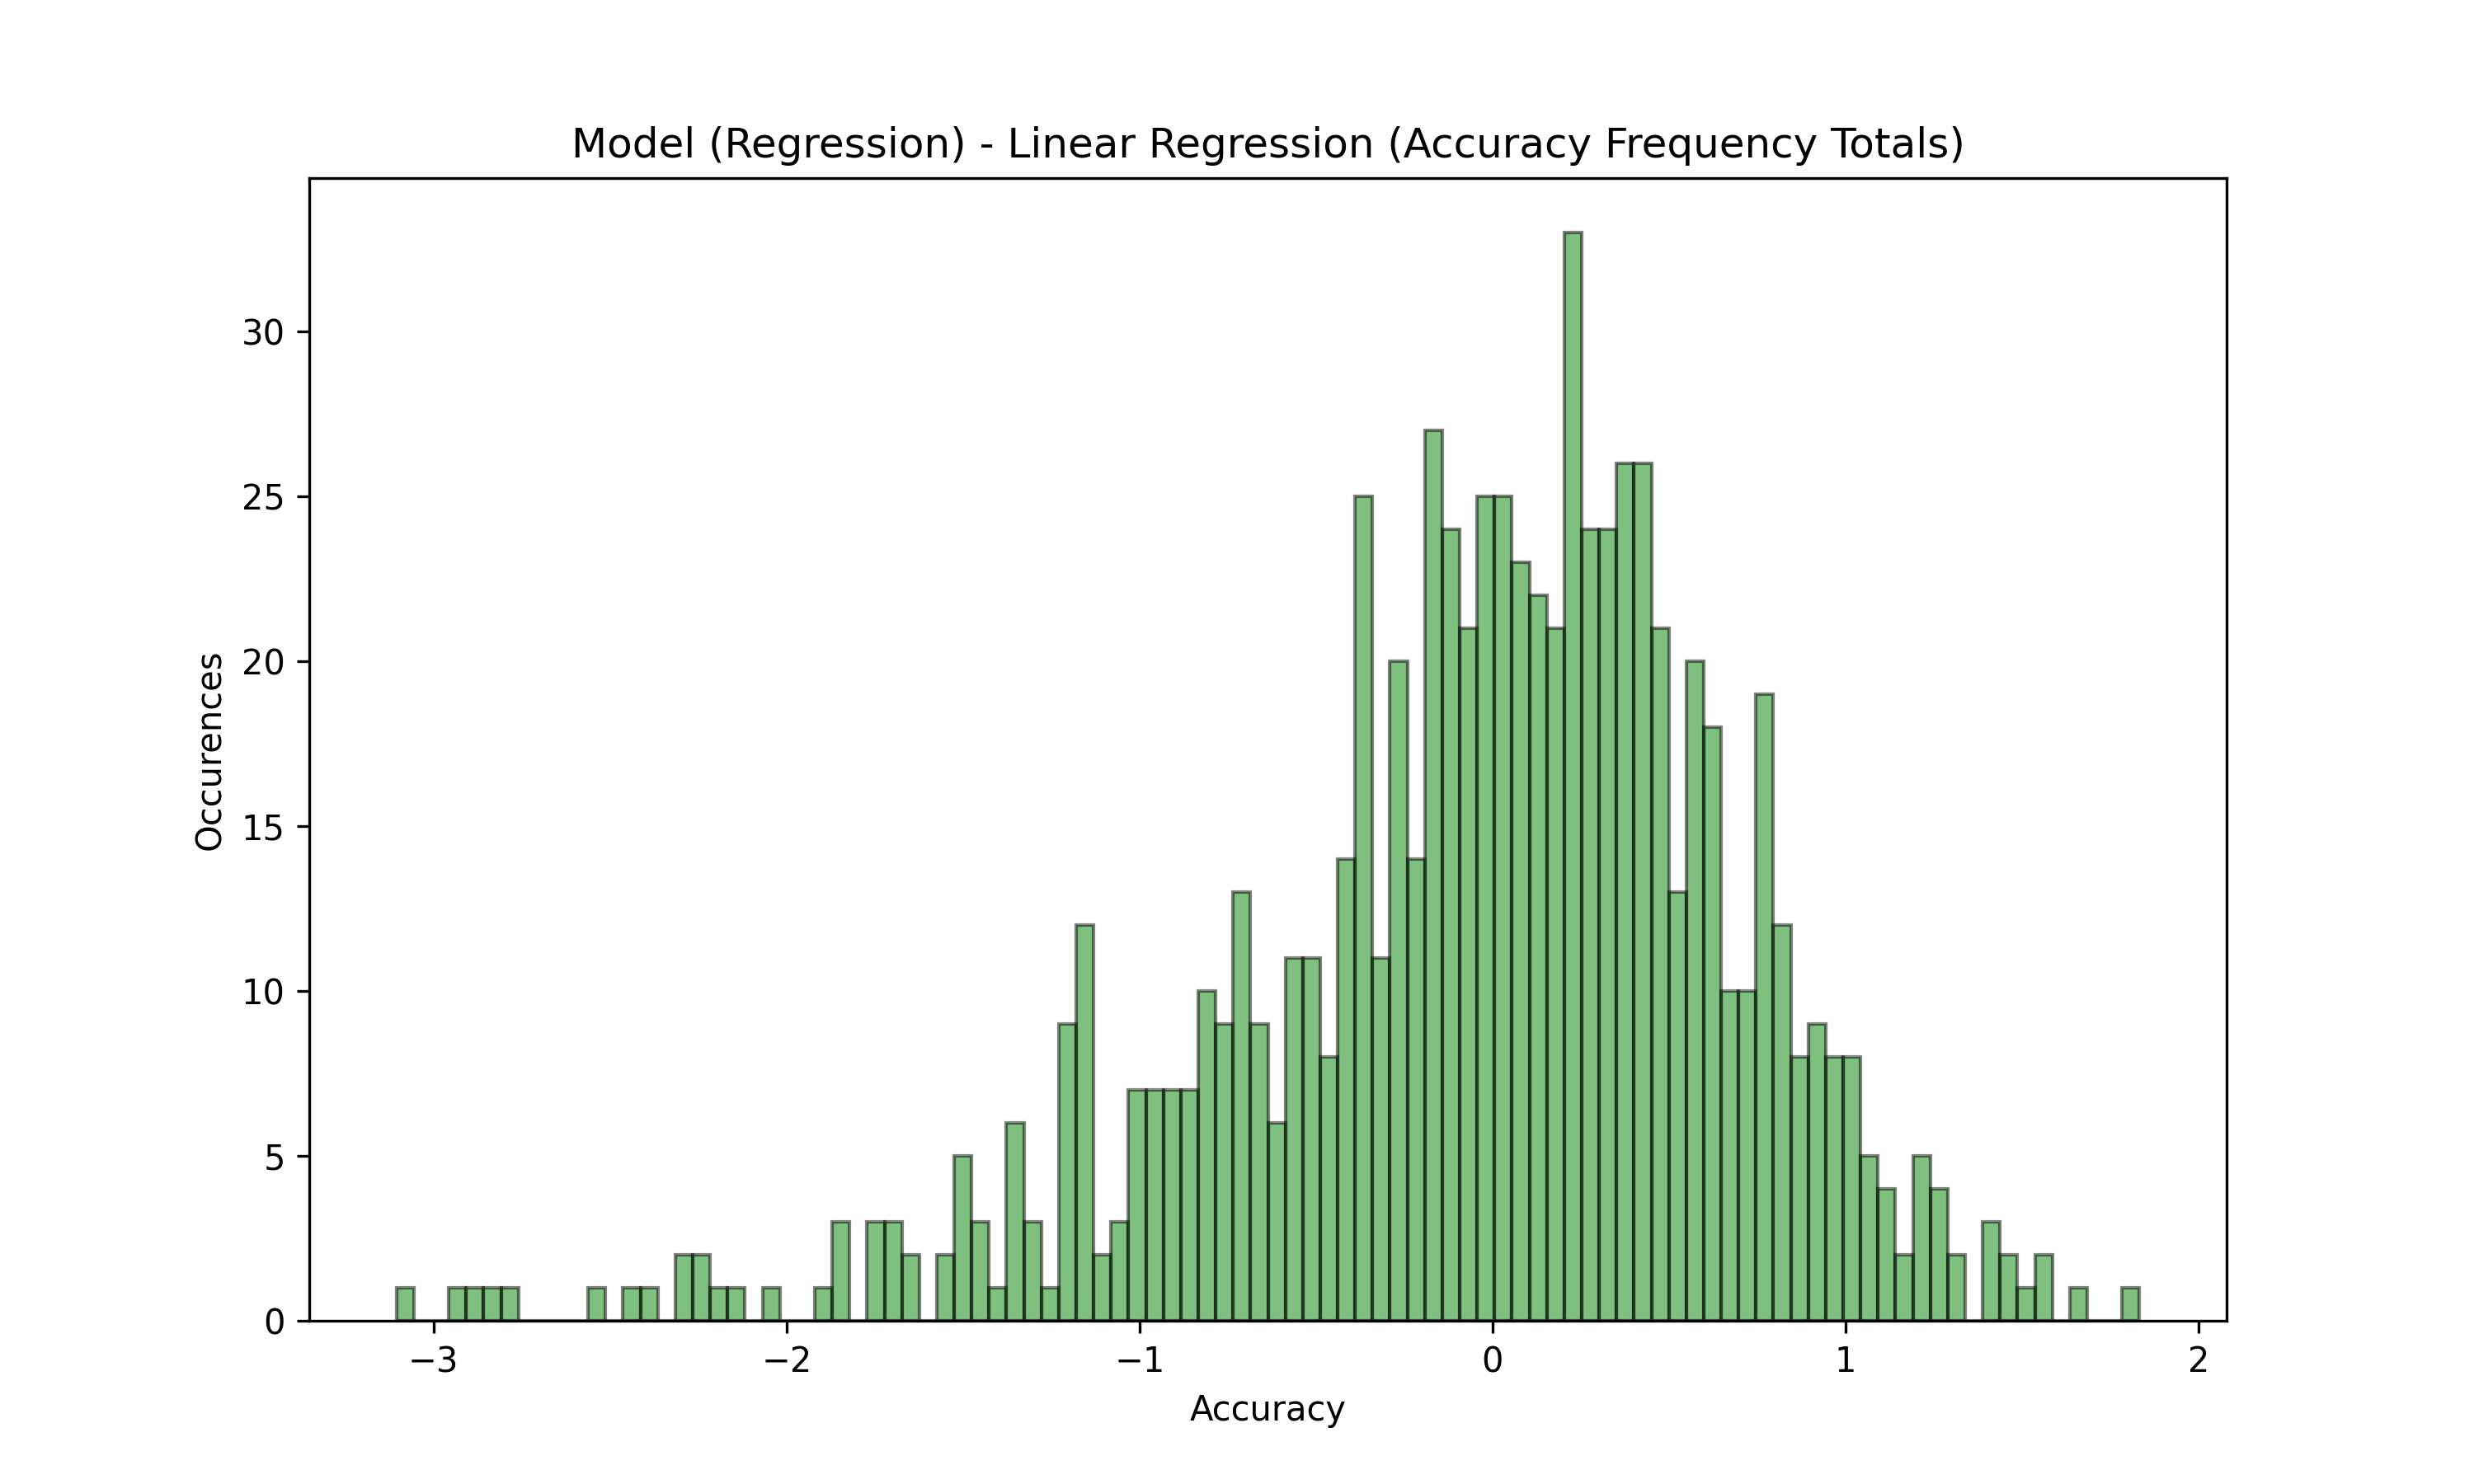 Model (Regression) - Linear Regression (Accuracy Frequency Totals)
Occurences
30
25
20
15
10
5
0
−3 −2 −1 0 1 2
Accuracy